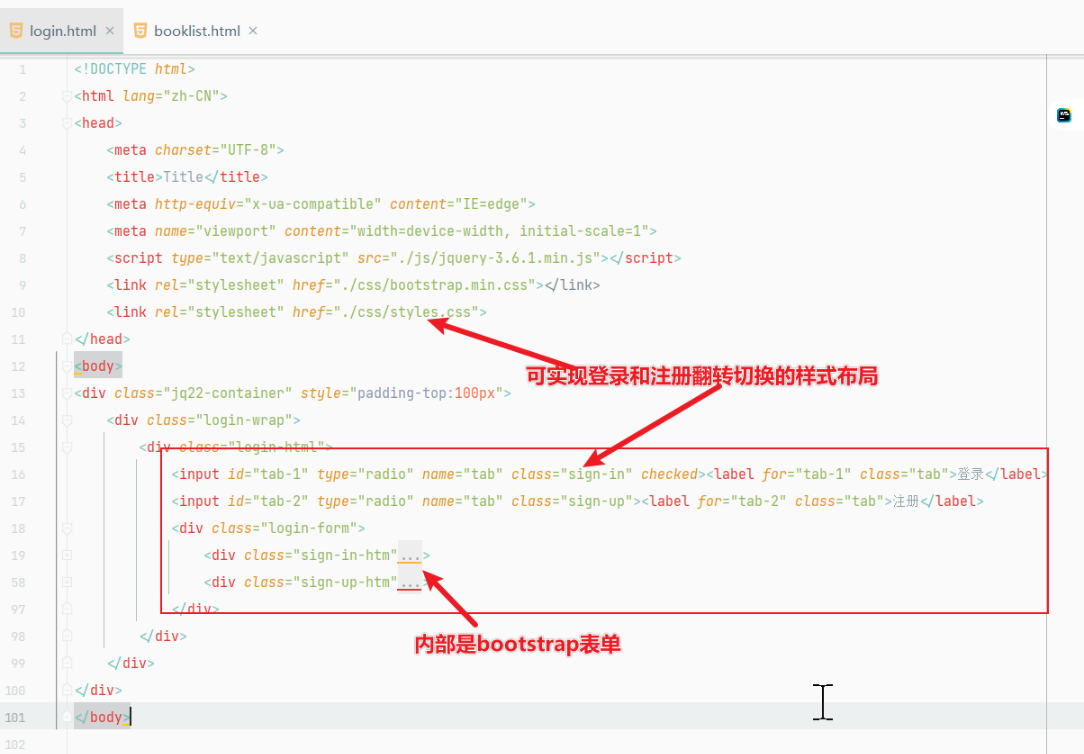 login.html × booklist.html ×
1 <!DOCTYPE html>
2 <html lang="zh-CN">
3 <head>
4 <meta charset="UTF-8">
5 <title>Title</title>
6 <meta http-equiv="x-ua-compatible" content="IE=edge">
7 <meta name="viewport" content="width=device-width, initial-scale=1">
8 <script type="text/javascript" src="./js/jquery-3.6.1.min.js"></script>
9 <link rel="stylesheet" href="./css/bootstrap.min.css"></link>
10 <link rel="stylesheet" href="./css/styles.css">
11 </head>
12 <body>
可实现登录和注册翻转切换的样式布局
13 <div class="jq22-container" style="padding-top:100px">
14 <div class="login-wrap">
15 <div class="login-html">
16 <input id="tab-1" type="radio" name="tab" class="sign-in" checked><label for="tab-1" class="tab">登录</label>
17 <input id="tab-2" type="radio" name="tab" class="sign-up"><label for="tab-2" class="tab">注册</label>
18 <div class="login-form">
19 <div class="sign-in-htm"...>
58 <div class="sign-up-htm"...>
97 </div>
98 </div>
内部是bootstrap表单
99 </div>
100 </div>
101 </body>
102